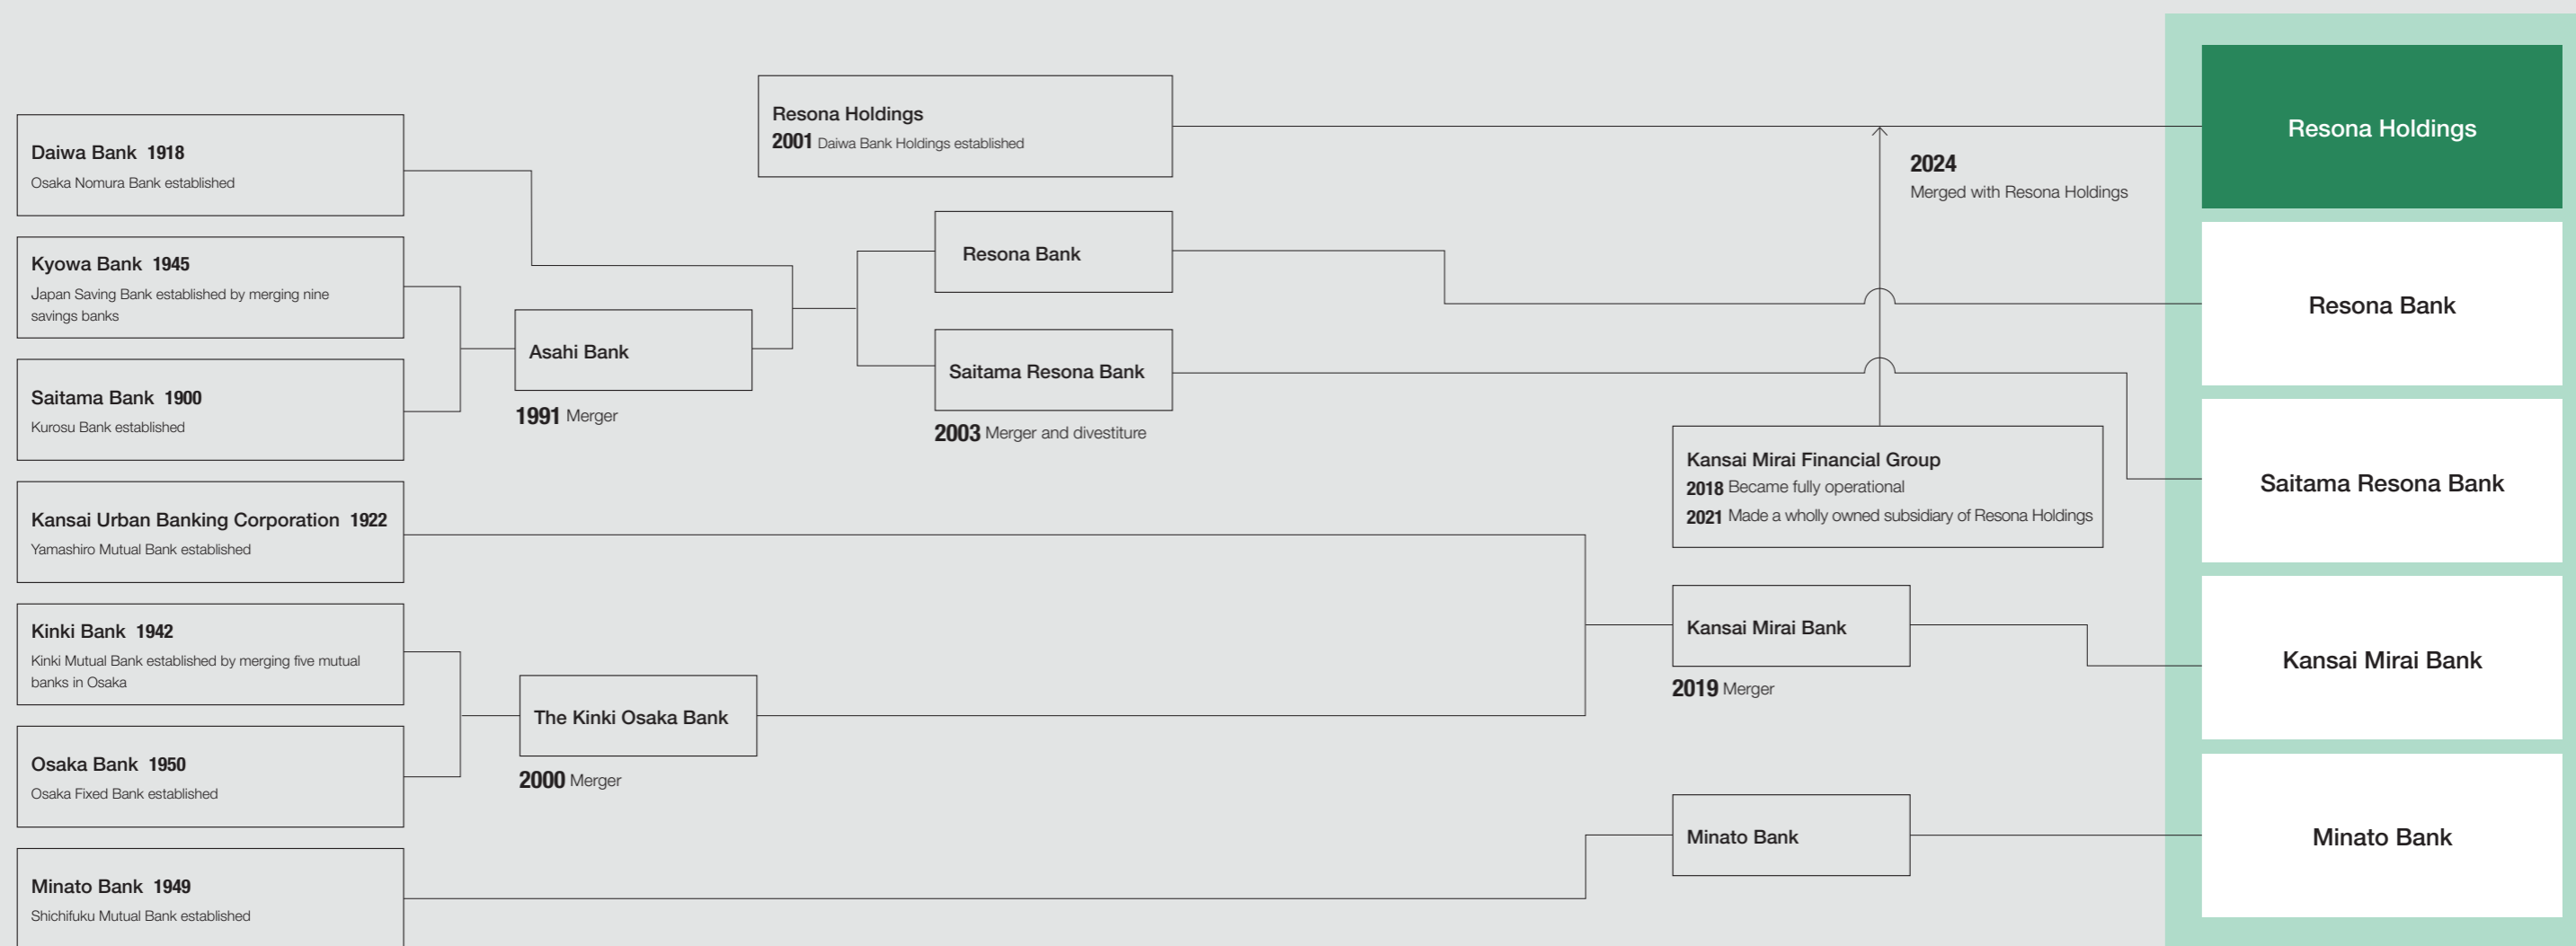 Daiwa Bank 1918
Osaka Nomura Bank established
Kyowa Bank 1945
Japan Saving Bank established by merging nine
savings banks
Saitama Bank 1900
Kurosu Bank established
Kansai Urban Banking Corporation 1922
Yamashiro Mutual Bank established
Kinki Bank 1942
Kinki Mutual Bank established by merging five mutual
banks in Osaka
Osaka Bank 1950
Osaka Fixed Bank established
Minato Bank 1949
Shichifuku Mutual Bank established
Asahi Bank
1991 Merger
The Kinki Osaka Bank
2000 Merger
Resona Holdings
2001 Daiwa Bank Holdings established
Resona Bank
Saitama Resona Bank
2003 Merger and divestiture
2024
Merged with Resona Holdings
Kansai Mirai Financial Group
2018 Became fully operational
2021 Made a wholly owned subsidiary of Resona Holdings
Kansai Mirai Bank
2019 Merger
Minato Bank
Resona Holdings
Resona Bank
Saitama Resona Bank
Kansai Mirai Bank
Minato Bank